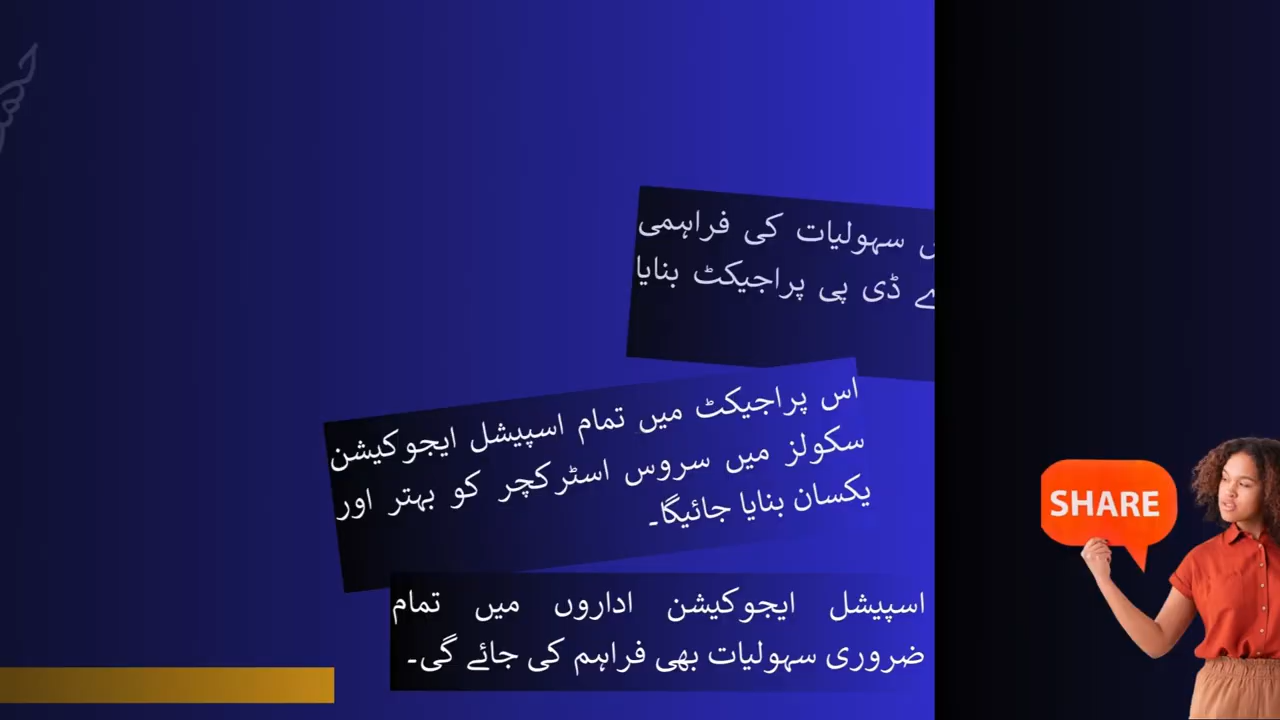 سہولیات کی فراہمی
ڈی پی پراجیکٹ بنایا
اس پراجیکٹ میں تمام اسپیشل ایجوکیشن
سکولز میں سروس اسٹرکچر کو بہتر اور
یکسان بنایا جائیگا۔
اسپیشل ایجوکیشن اداروں میں تمام
ضروری سہولیات بھی فراہم کی جائے گی۔
SHARE